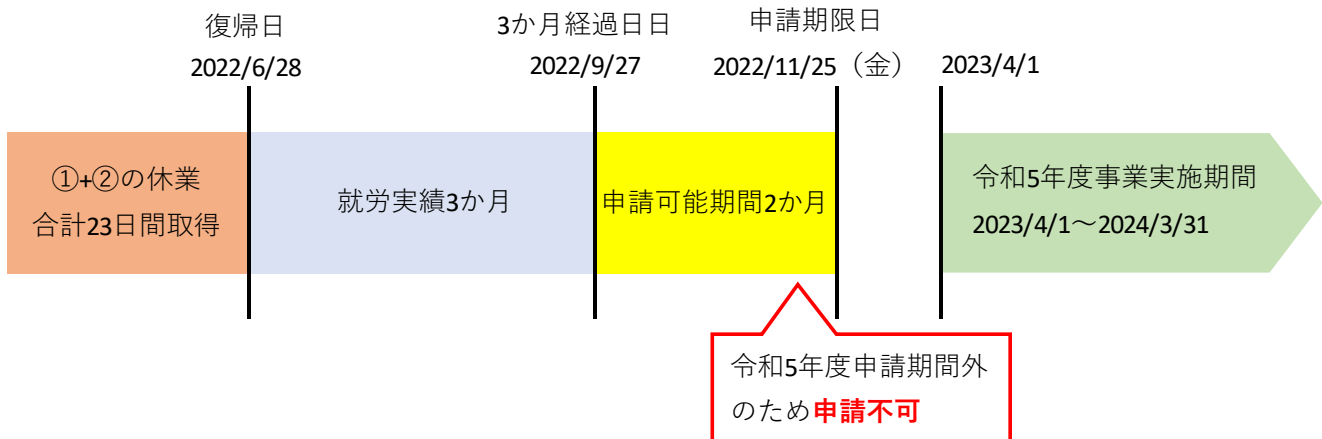 復帰日
2022/6/28
3か月経過日日
2022/9/27
申請期限日
2022/11/25（金）
2023/4/1
①+②の休業
合計23日間取得
就労実績3か月
申請可能期間2か月
令和5年度事業実施期間
2023/4/1～2024/3/31
令和5年度申請期間外
のため申請不可